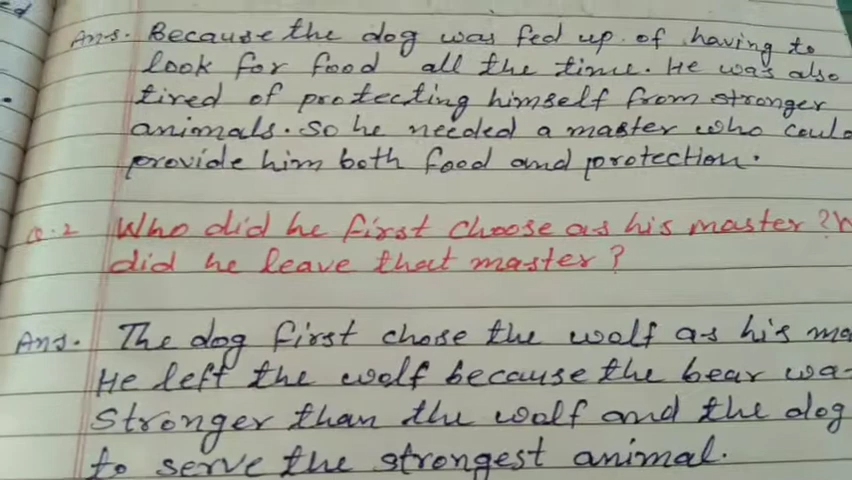 Ans. Because the dog was fed up of having to
look for food all the time. He was also
tired of protecting himself from stronger
animals. So he needed a master who could
provide him both food and protection.
Q.2 Who did he first choose as his master?
did he leave that master?
Ans. The dog first chose the wolf as his
He left the wolf because the bear
stronger than the wolf and the dog
to serve the strongest animal.